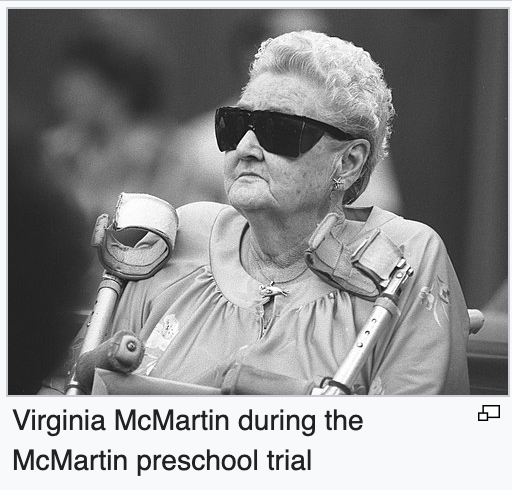 Virginia McMartin during the
McMartin preschool trial